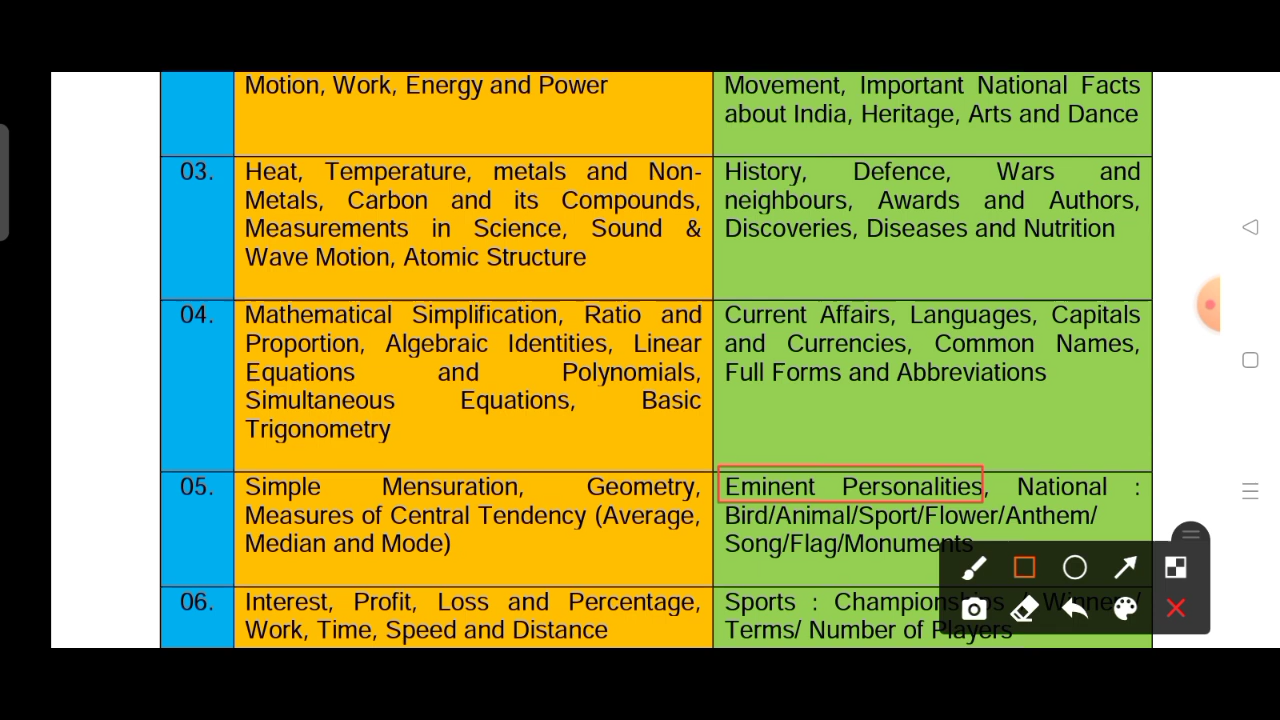 Motion, Work, Energy and Power
Movement, Important National Facts
about India, Heritage, Arts and Dance
03.
Heat, Temperature, metals and Non-
Metals, Carbon and its Compounds,
Measurements in Science, Sound &
Wave Motion, Atomic Structure
History, Defence, Wars and
neighbours, Awards and Authors,
Discoveries, Diseases and Nutrition
04.
Mathematical Simplification, Ratio and
Proportion, Algebraic Identities, Linear
Equations and Polynomials,
Simultaneous Equations, Basic
Trigonometry
Current Affairs, Languages, Capitals
and Currencies, Common Names,
Full Forms and Abbreviations
05.
Simple Mensuration, Geometry,
Measures of Central Tendency (Average,
Median and Mode)
Eminent Personalities, National :
Bird/Animal/Sport/Flower/Anthem/
Song/Flag/Monuments
06.
Interest, Profit, Loss and Percentage,
Work, Time, Speed and Distance
Sports : Championships / Winner /
Terms/ Number of Players